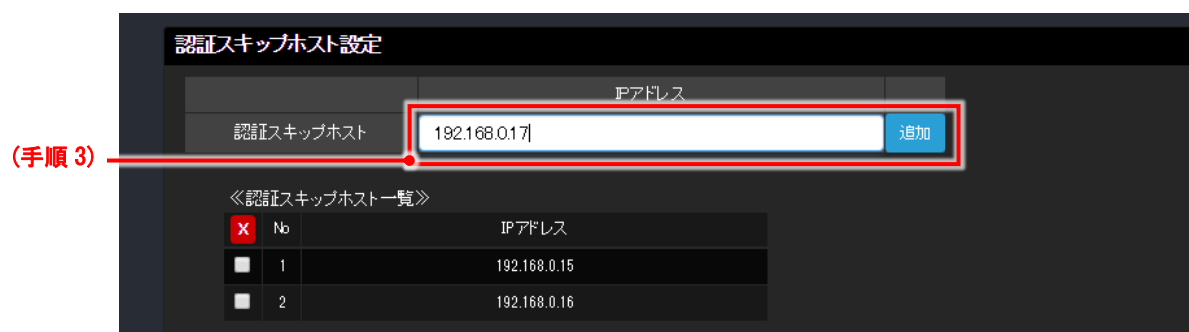 認証スキップホスト設定
IPアドレス
認証スキップホスト 192.168.0.17 追加
(手順 3)
≪認証スキップホスト一覧≫
X No IPアドレス
1 192.168.0.15
2 192.168.0.16